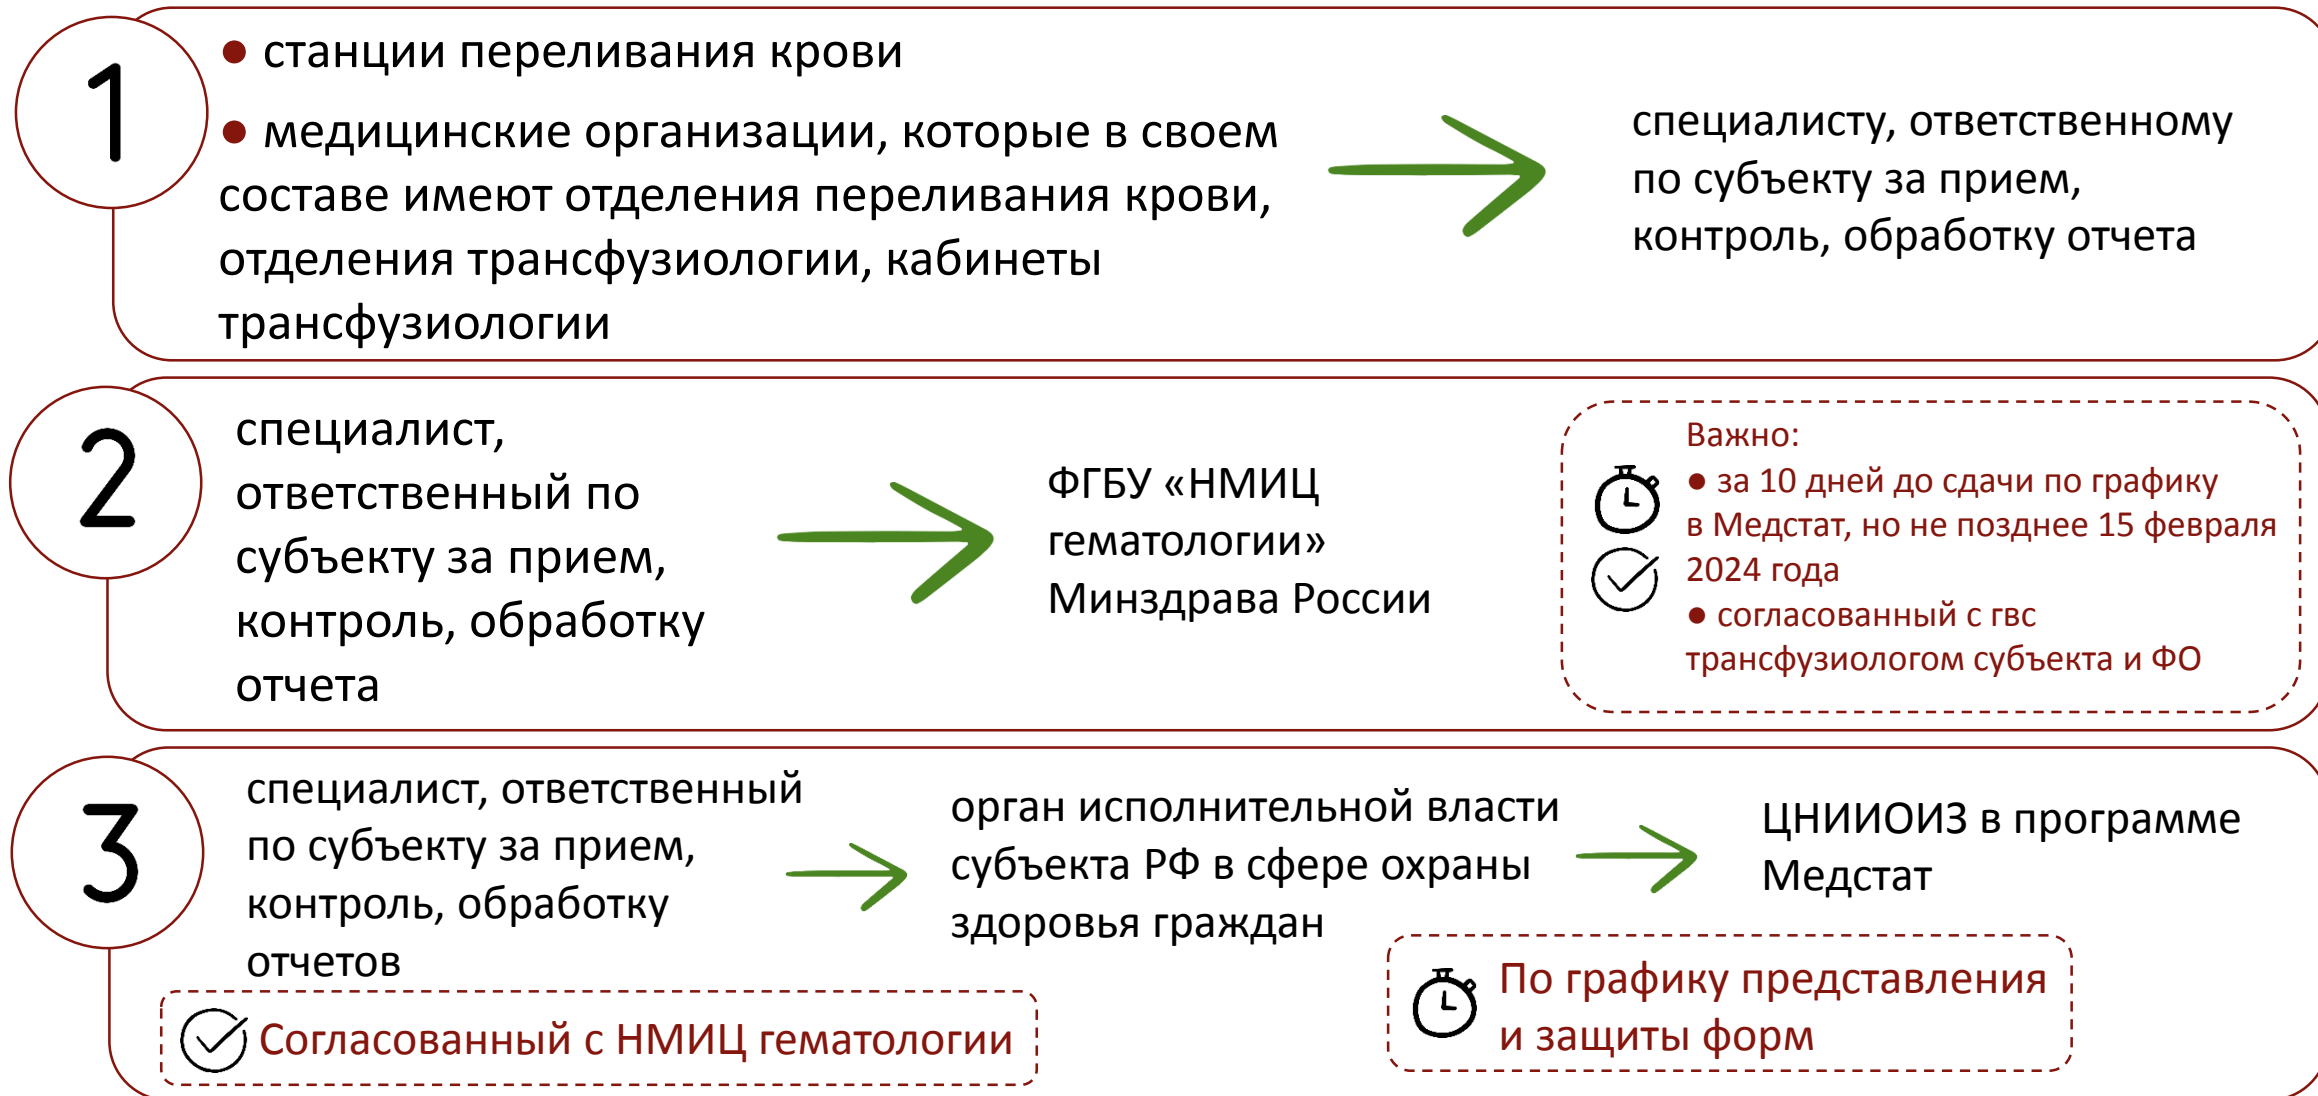 1
● станции переливания крови
● медицинские организации, которые в своем
составе имеют отделения переливания крови,
отделения трансфузиологии, кабинеты
трансфузиологии
специалисту, ответственному
по субъекту за прием,
контроль, обработку отчета
2
специалист,
ответственный по
субъекту за прием,
контроль, обработку
отчета
ФГБУ «НМИЦ
гематологии»
Минздрава России
Важно:
● за 10 дней до сдачи по графику
в Медстат, но не позднее 15 февраля
2024 года
● согласованный с гвс
трансфузиологом субъекта и ФО
3
специалист, ответственный
по субъекту за прием,
контроль, обработку
отчетов
орган исполнительной власти
субъекта РФ в сфере охраны
здоровья граждан
ЦНИИОИЗ в программе
Медстат
Согласованный с НМИЦ гематологии
По графику представления
и защиты форм